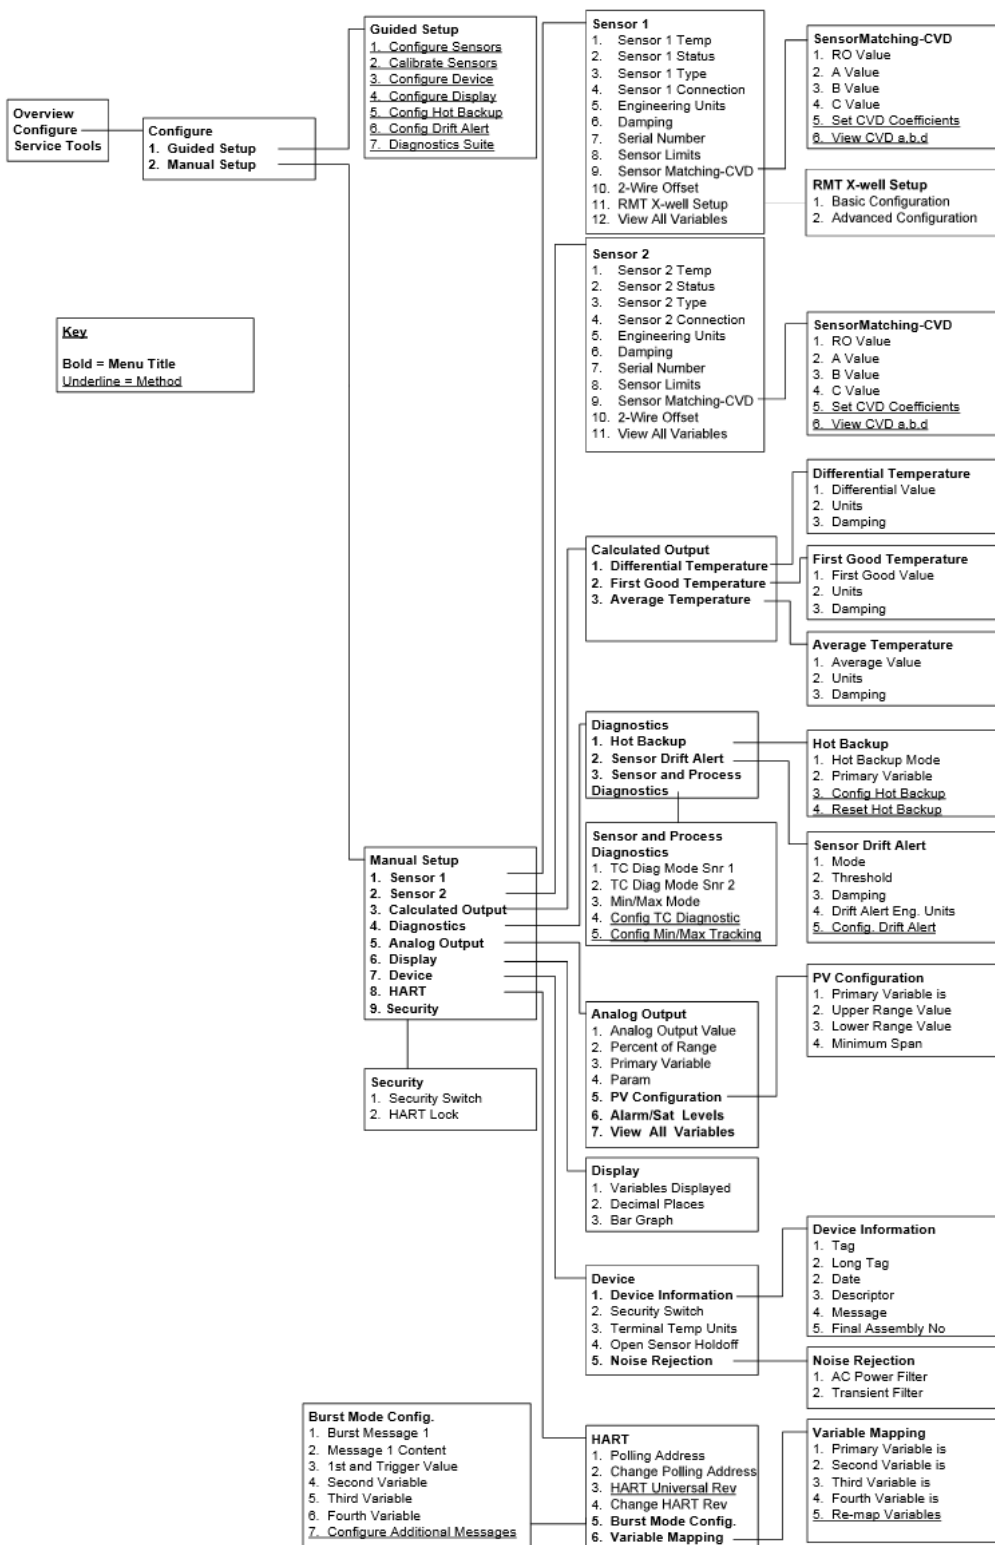 Overview
Configure
Service Tools
Configure
1. Guided Setup
2. Manual Setup
Key
Bold = Menu Title
Underline = Method
Guided Setup
1. Configure Sensors
2. Calibrate Sensors
3. Configure Device
4. Configure Display
5. Config Hot Backup
6. Config Drift Alert
7. Diagnostics Suite
Manual Setup
1. Sensor 1
2. Sensor 2
3. Calculated Output
4. Diagnostics
5. Analog Output
6. Display
7. Device
8. HART
9. Security
Security
1. Security Switch
2. HART Lock
Sensor 1
1. Sensor 1 Temp
2. Sensor 1 Status
3. Sensor 1 Type
4. Sensor 1 Connection
5. Engineering Units
6. Damping
7. Serial Number
8. Sensor Limits
9. Sensor Matching-CVD
10. 2-Wire Offset
11. RMT X-well Setup
12. View All Variables
SensorMatching-CVD
1. RO Value
2. A Value
3. B Value
4. C Value
5. Set CVD Coefficients
6. View CVD a.b.d
RMT X-well Setup
1. Basic Configuration
2. Advanced Configuration
Sensor 2
1. Sensor 2 Temp
2. Sensor 2 Status
3. Sensor 2 Type
4. Sensor 2 Connection
5. Engineering Units
6. Damping
7. Serial Number
8. Sensor Limits
9. Sensor Matching-CVD
10. 2-Wire Offset
11. View All Variables
SensorMatching-CVD
1. RO Value
2. A Value
3. B Value
4. C Value
5. Set CVD Coefficients
6. View CVD a.b.d
Calculated Output
1. Differential Temperature
2. First Good Temperature
3. Average Temperature
Differential Temperature
1. Differential Value
2. Units
3. Damping
First Good Temperature
1. First Good Value
2. Units
3. Damping
Average Temperature
1. Average Value
2. Units
3. Damping
Diagnostics
1. Hot Backup
2. Sensor Drift Alert
3. Sensor and Process
Diagnostics
Sensor and Process
Diagnostics
1. TC Diag Mode Snr 1
2. TC Diag Mode Snr 2
3. Min/Max Mode
4. Config TC Diagnostic
5. Config Min/Max Tracking
Hot Backup
1. Hot Backup Mode
2. Primary Variable
3. Config Hot Backup
4. Reset Hot Backup
Sensor Drift Alert
1. Mode
2. Threshold
3. Damping
4. Drift Alert Eng. Units
5. Config. Drift Alert
Analog Output
1. Analog Output Value
2. Percent of Range
3. Primary Variable
4. Param
5. PV Configuration
6. Alarm/Sat Levels
7. View All Variables
PV Configuration
1. Primary Variable is
2. Upper Range Value
3. Lower Range Value
4. Minimum Span
Display
1. Variables Displayed
2. Decimal Places
3. Bar Graph
Device
1. Device Information
2. Security Switch
3. Terminal Temp Units
4. Open Sensor Holdoff
5. Noise Rejection
Device Information
1. Tag
2. Long Tag
2. Date
3. Descriptor
4. Message
5. Final Assembly No
Noise Rejection
1. AC Power Filter
2. Transient Filter
HART
1. Polling Address
2. Change Polling Address
3. HART Universal Rev
4. Change HART Rev
5. Burst Mode Config.
6. Variable Mapping
Burst Mode Config.
1. Burst Message 1
2. Message 1 Content
3. 1st and Trigger Value
4. Second Variable
5. Third Variable
6. Fourth Variable
7. Configure Additional Messages
Variable Mapping
1. Primary Variable is
2. Second Variable is
3. Third Variable is
4. Fourth Variable is
5. Re-map Variables